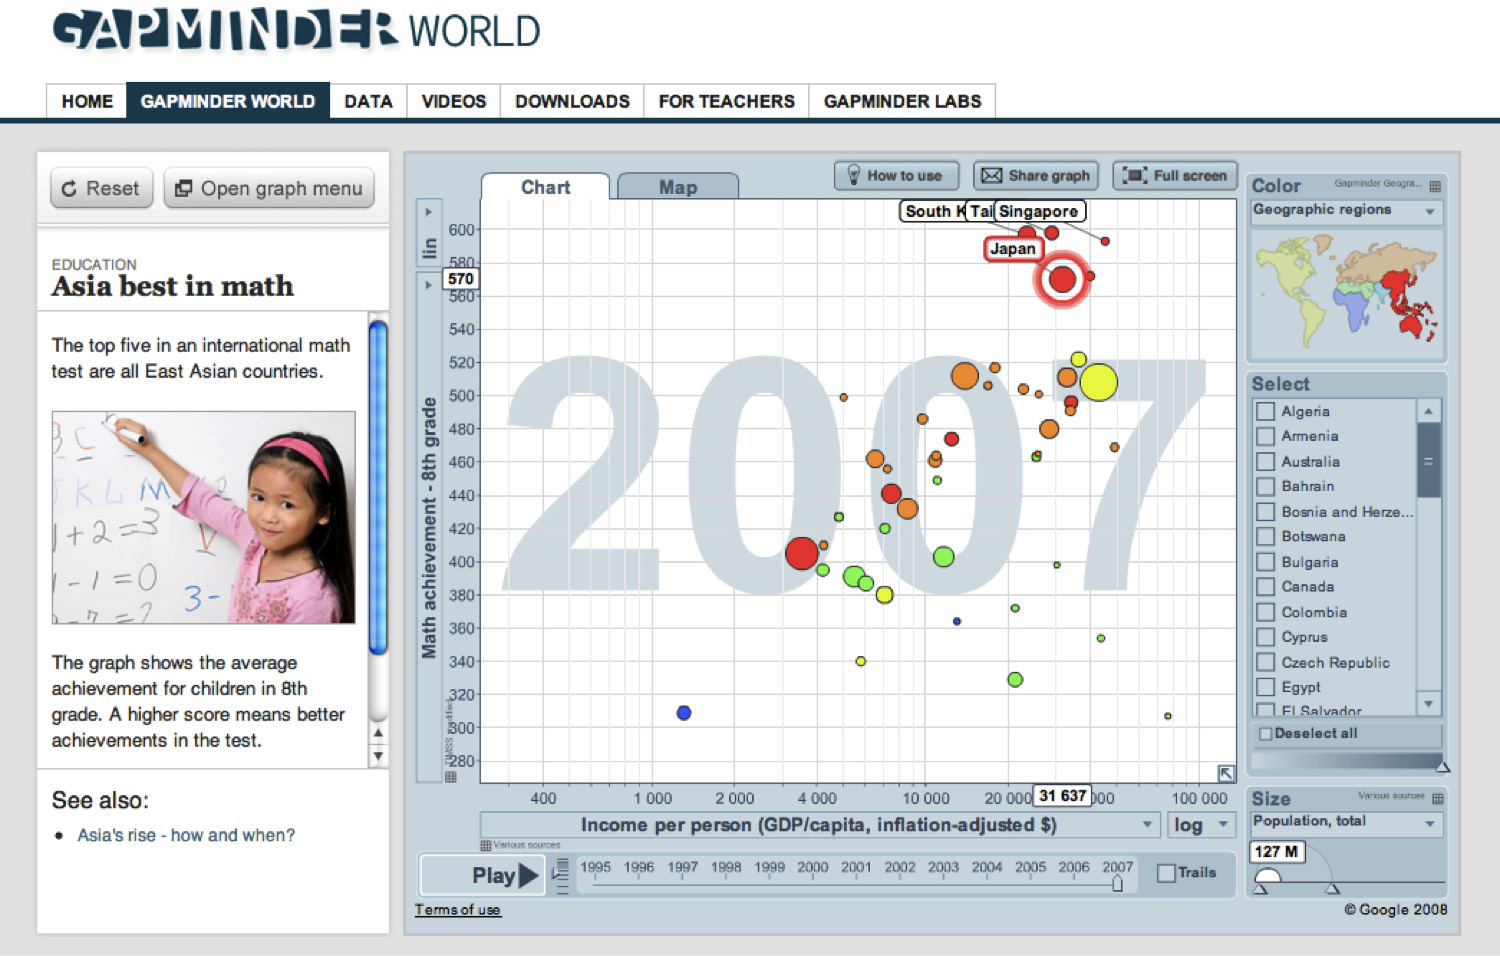 GAPMINDER WORLD
HOME
GAPMINDER WORLD
DATA
VIDEOS
DOWNLOADS
FOR TEACHERS
GAPMINDER LABS
Reset
Open graph menu
EDUCATION
Asia best in math
The top five in an international math
test are all East Asian countries.
B C
J K L M
1+2=3
1-1=0
3-
The graph shows the average
achievement for children in 8th
grade. A higher score means better
achievements in the test.
See also:
Asia's rise - how and when?
Chart
Map
How to use
Share graph
Full screen
lin
Math achievement - 8th grade
600
580
570
560
540
520
500
480
460
440
420
400
380
360
340
320
300
280
2007
South K
Tai
Singapore
Japan
400
1 000
2 000
4 000
10 000
20 000
31 637
000
100 000
Income per person (GDP/capita, inflation-adjusted $)
log
Various sources
Play
1995 1996 1997 1998 1999 2000 2001 2002 2003 2004 2005 2006 2007
Trails
Terms of use
Color
Gapminder Geogra...
Geographic regions
Select
Algeria
Armenia
Australia
Bahrain
Bosnia and Herze...
Botswana
Bulgaria
Canada
Colombia
Cyprus
Czech Republic
Egypt
El Salvador
Deselect all
Size
Various sources
Population, total
127 M
© Google 2008